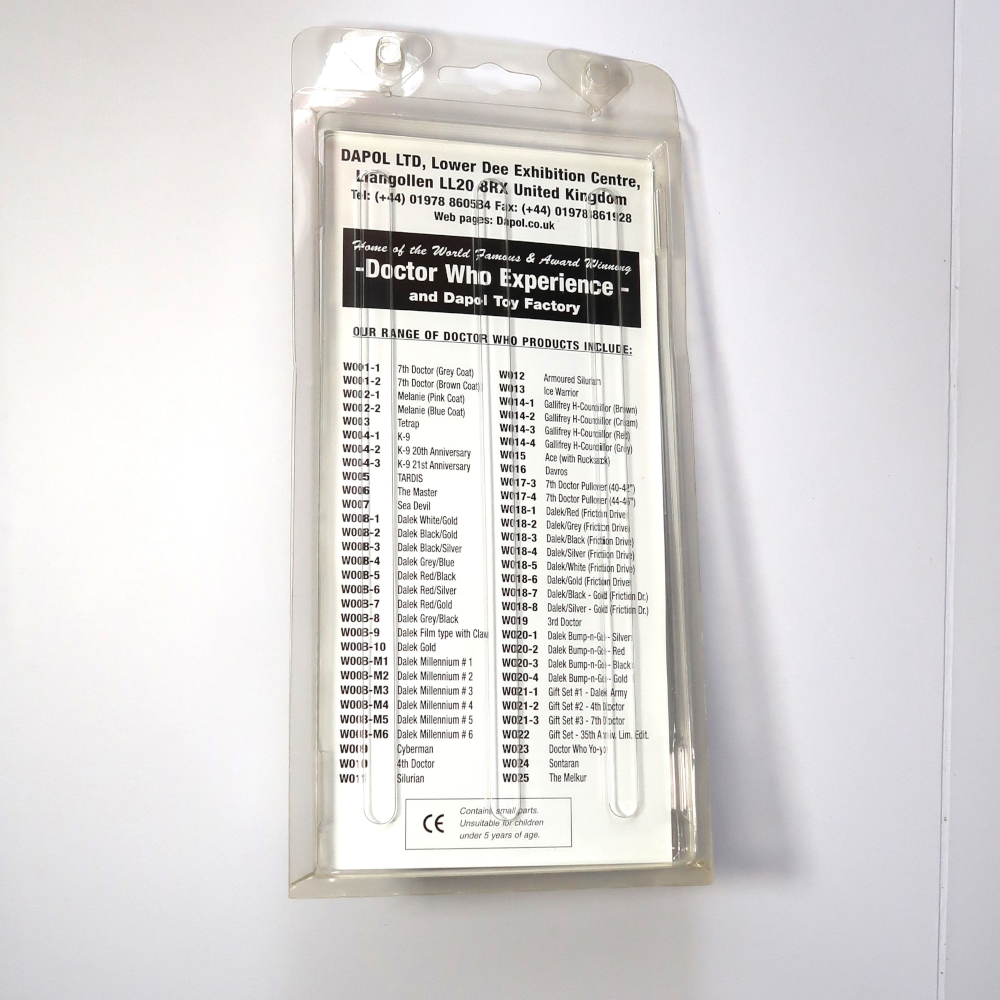 DAPOL LTD, Lower Dee Exhibition Centre,
Llangollen LL20 8RX United Kingdom
Tel: (+44) 01978 860584 Fax: (+44) 01978 861928
Web pages: Dapol.co.uk
Home of the World Famous & Award Winning
-Doctor Who Experience -
and Dapol Toy Factory
OUR RANGE OF DOCTOR WHO PRODUCTS INCLUDE:
W001-1 7th Doctor (Grey Coat)
W001-2 7th Doctor (Brown Coat)
W002-1 Melanie (Pink Coat)
W002-2 Melanie (Blue Coat)
W003 Tetrap
W004-1 K-9
W004-2 K-9 20th Anniversary
W004-3 K-9 21st Anniversary
W005 TARDIS
W006 The Master
W007 Sea Devil
W008-1 Dalek White/Gold
W008-2 Dalek Black/Gold
W008-3 Dalek Black/Silver
W008-4 Dalek Grey/Blue
W008-5 Dalek Red/Black
W008-6 Dalek Red/Silver
W008-7 Dalek Red/Gold
W008-8 Dalek Grey/Black
W008-9 Dalek Film type with Claw
W008-10 Dalek Gold
W008-M1 Dalek Millennium # 1
W008-M2 Dalek Millennium # 2
W008-M3 Dalek Millennium # 3
W008-M4 Dalek Millennium # 4
W008-M5 Dalek Millennium # 5
W008-M6 Dalek Millennium # 6
W009 Cyberman
W010 4th Doctor
W011 Silurian
W012 Armoured Silurian
W013 Ice Warrior
W014-1 Gallifrey H-Councillor (Brown)
W014-2 Gallifrey H-Councillor (Cream)
W014-3 Gallifrey H-Councillor (Red)
W014-4 Gallifrey H-Councillor (Grey)
W015 Ace (with Rucksack)
W016 Davros
W017-3 7th Doctor Pullover (40-42")
W017-4 7th Doctor Pullover (44-46")
W018-1 Dalek/Red (Friction Drive)
W018-2 Dalek/Grey (Friction Drive)
W018-3 Dalek/Black (Friction Drive)
W018-4 Dalek/Silver (Friction Drive)
W018-5 Dalek/White (Friction Drive)
W018-6 Dalek/Gold (Friction Drive)
W018-7 Dalek/Black - Gold (Friction Dr.)
W018-8 Dalek/Silver - Gold (Friction Dr.)
W019 3rd Doctor
W020-1 Dalek Bump-n-Go - Silver
W020-2 Dalek Bump-n-Go - Red
W020-3 Dalek Bump-n-Go - Black
W020-4 Dalek Bump-n-Go - Gold
W021-1 Gift Set #1 - Dalek Army
W021-2 Gift Set #2 - 4th Doctor
W021-3 Gift Set #3 - 7th Doctor
W022 Gift Set - 35th Anniv. Lim. Edit.
W023 Doctor Who Yo-yo
W024 Sontaran
W025 The Melkur
CE
Contains small parts.
Unsuitable for children
under 5 years of age.